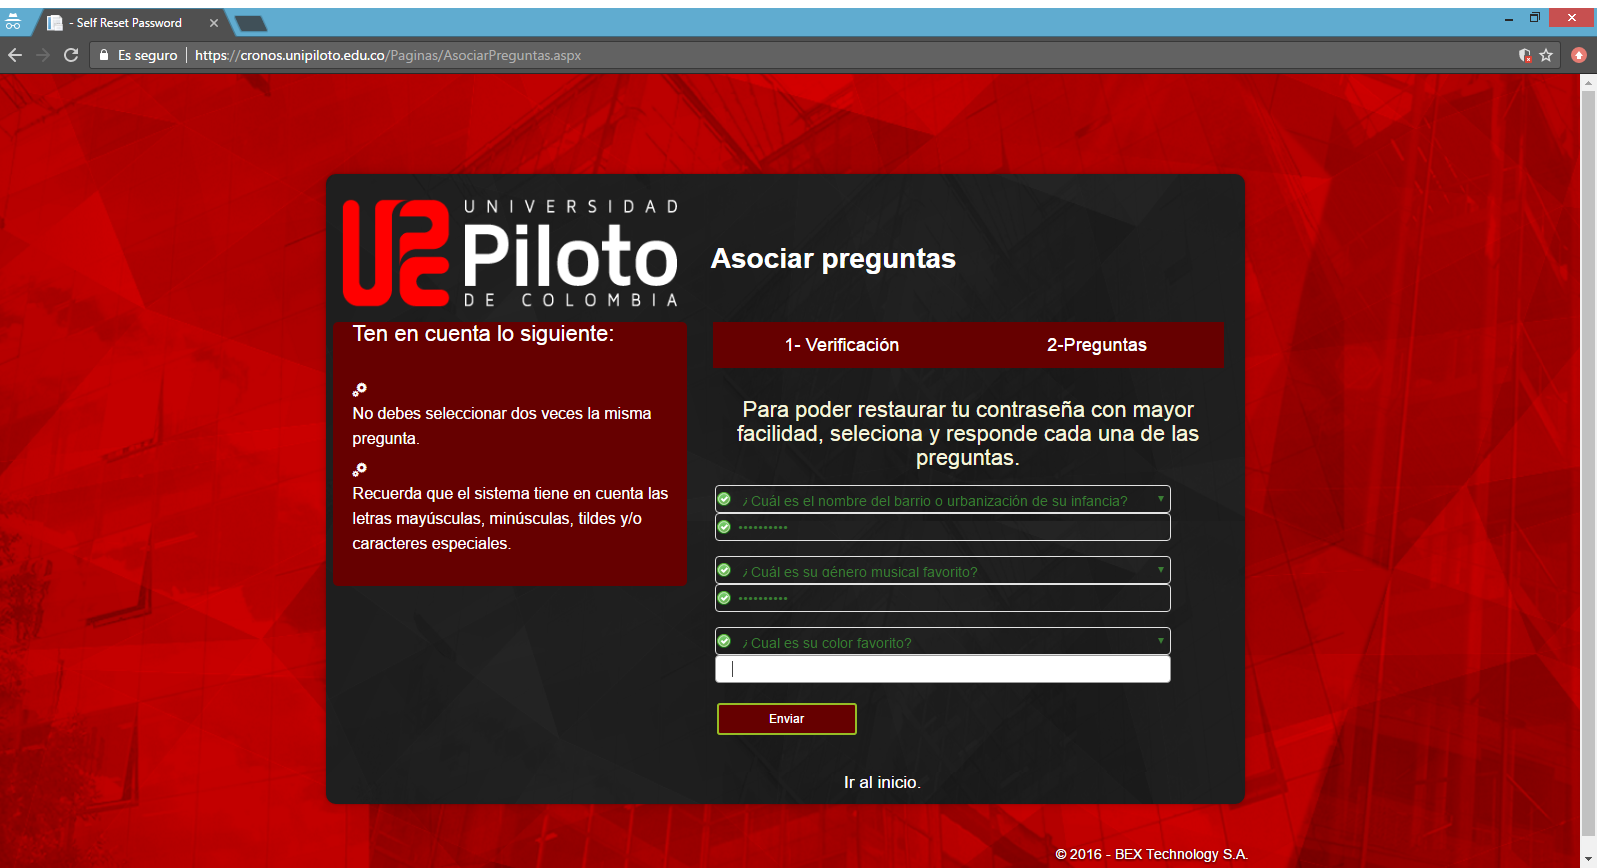 - Self Reset Password
Es seguro
https://cronos.unipiloto.edu.co/Paginas/AsociarPreguntas.aspx
UNIVERSIDAD
Piloto
DE COLOMBIA
Asociar preguntas
Ten en cuenta lo siguiente:
No debes seleccionar dos veces la misma
pregunta.
Recuerda que el sistema tiene en cuenta las
letras mayúsculas, minúsculas, tildes y/o
caracteres especiales.
1- Verificación
2-Preguntas
Para poder restaurar tu contraseña con mayor
facilidad, seleciona y responde cada una de las
preguntas.
¿Cuál es el nombre del barrio o urbanización de su infancia?
••••••••••
¿Cuál es su género musical favorito?
••••••••••
¿Cual es su color favorito?
Enviar
Ir al inicio.
© 2016 - BEX Technology S.A.